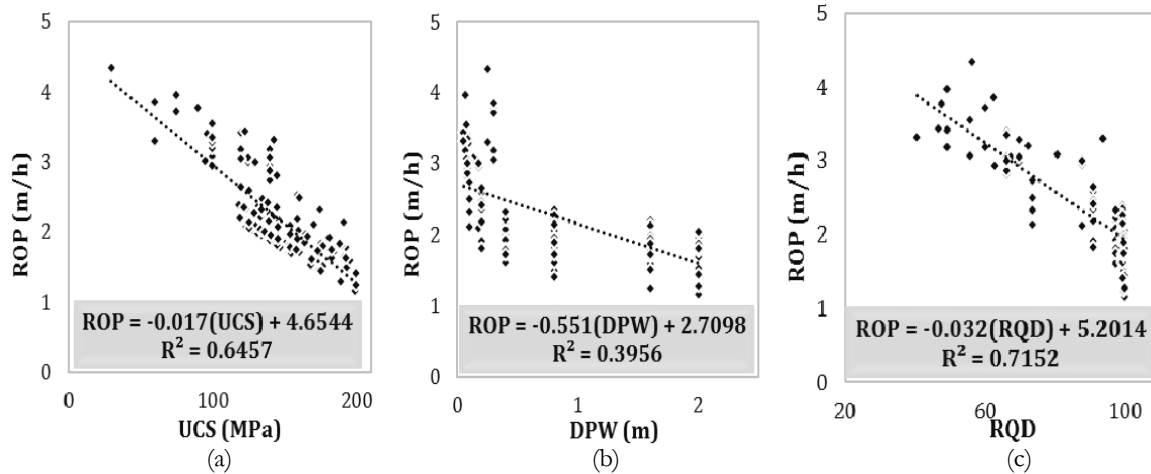 5
4
3
2
1
0
ROP (m/h)
ROP = -0.017(UCS) + 4.6544
R² = 0.6457
0 100 200
UCS (MPa)
(a)
5
4
3
2
1
0
ROP (m/h)
ROP = -0.551(DPW) + 2.7098
R² = 0.3956
0 1 2
DPW (m)
(b)
5
4
3
2
1
0
ROP (m/h)
ROP = -0.032(RQD) + 5.2014
R² = 0.7152
20 60 100
RQD
(c)